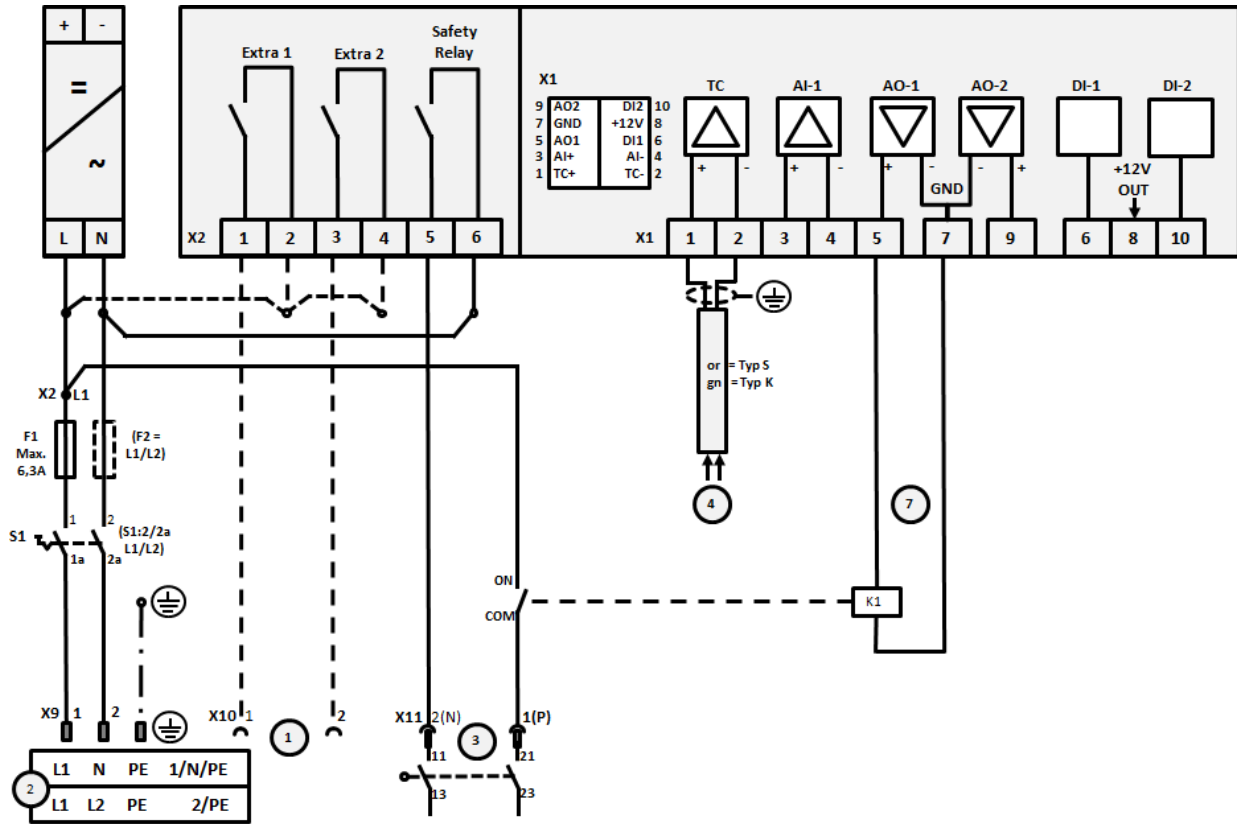 + -
= ~
L N
Extra 1 Extra 2 Safety Relay
X2 1 2 3 4 5 6
X1
9 AO2 DI2 10
7 GND +12V 8
5 AO1 DI1 6
3 AI+ AI- 4
1 TC+ TC- 2
TC AI-1 AO-1 AO-2 DI-1 DI-2
+ - + - + - - +
GND
+12V
OUT
X1 1 2 3 4 5 7 9 6 8 10
or = Typ S
gn = Typ K
4
7
X2 L1
F1
Max.
6,3A
(F2 =
L1/L2)
S1 1 2
1a 2a
(S1:2/2a
L1/L2)
ON
COM
K1
X9 1 2
X10 1 2
1
X11 2(N) 1(P)
3
11 21
13 23
2
L1 N PE 1/N/PE
L1 L2 PE 2/PE